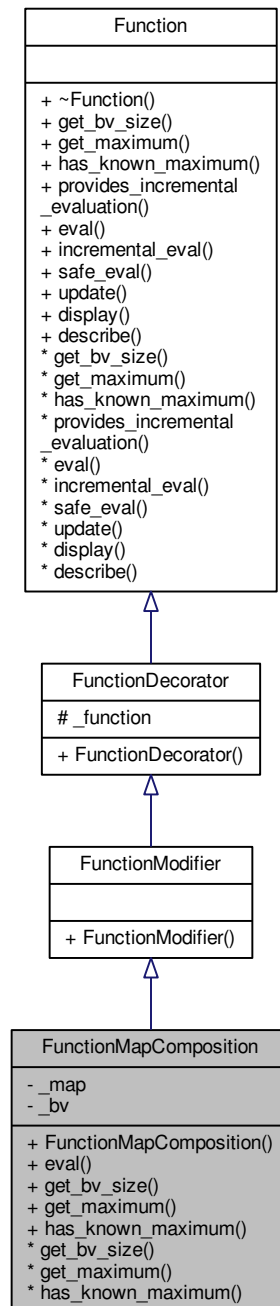 Function
+ ~Function()
+ get_bv_size()
+ get_maximum()
+ has_known_maximum()
+ provides_incremental
_evaluation()
+ eval()
+ incremental_eval()
+ safe_eval()
+ update()
+ display()
+ describe()
* get_bv_size()
* get_maximum()
* has_known_maximum()
* provides_incremental
_evaluation()
* eval()
* incremental_eval()
* safe_eval()
* update()
* display()
* describe()
FunctionDecorator
# _function
+ FunctionDecorator()
FunctionModifier
+ FunctionModifier()
FunctionMapComposition
- _map
- _bv
+ FunctionMapComposition()
+ eval()
+ get_bv_size()
+ get_maximum()
+ has_known_maximum()
* get_bv_size()
* get_maximum()
* has_known_maximum()